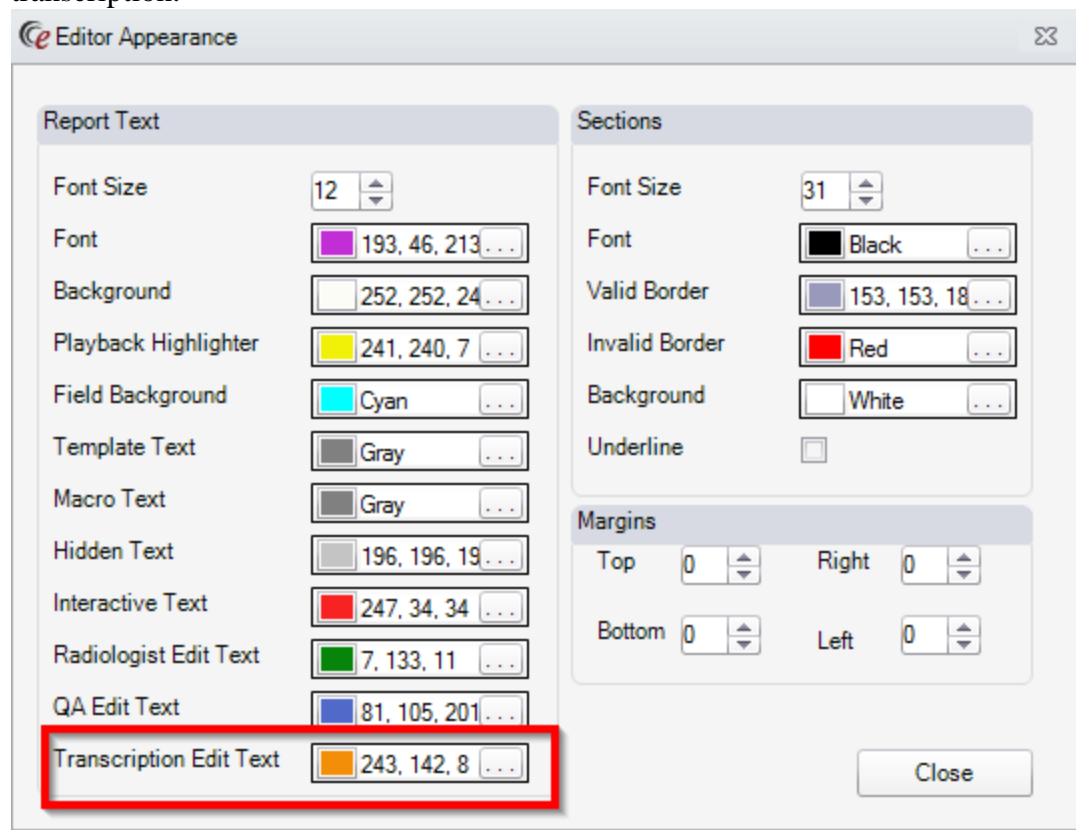 transcription.
Editor Appearance
Report Text
Font Size 12
Font 193, 46, 213 ...
Background 252, 252, 24 ...
Playback Highlighter 241, 240, 7 ...
Field Background Cyan ...
Template Text Gray ...
Macro Text Gray ...
Hidden Text 196, 196, 19 ...
Interactive Text 247, 34, 34 ...
Radiologist Edit Text 7, 133, 11 ...
QA Edit Text 81, 105, 201 ...
Transcription Edit Text 243, 142, 8 ...
Sections
Font Size 31
Font Black ...
Valid Border 153, 153, 18 ...
Invalid Border Red ...
Background White ...
Underline
Margins
Top 0 Right 0
Bottom 0 Left 0
Close